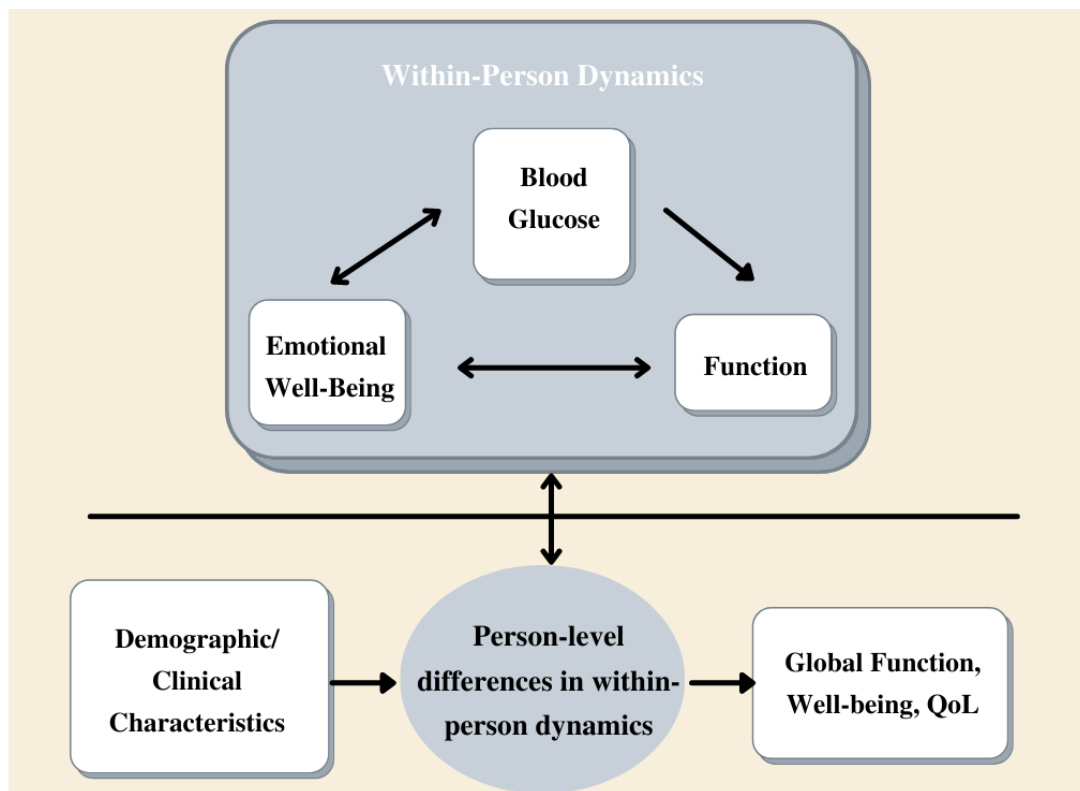 Within-Person Dynamics
Blood
Glucose
Emotional
Well-Being
Function
Demographic/
Clinical
Characteristics
Person-level
differences in within-
person dynamics
Global Function,
Well-being, QoL